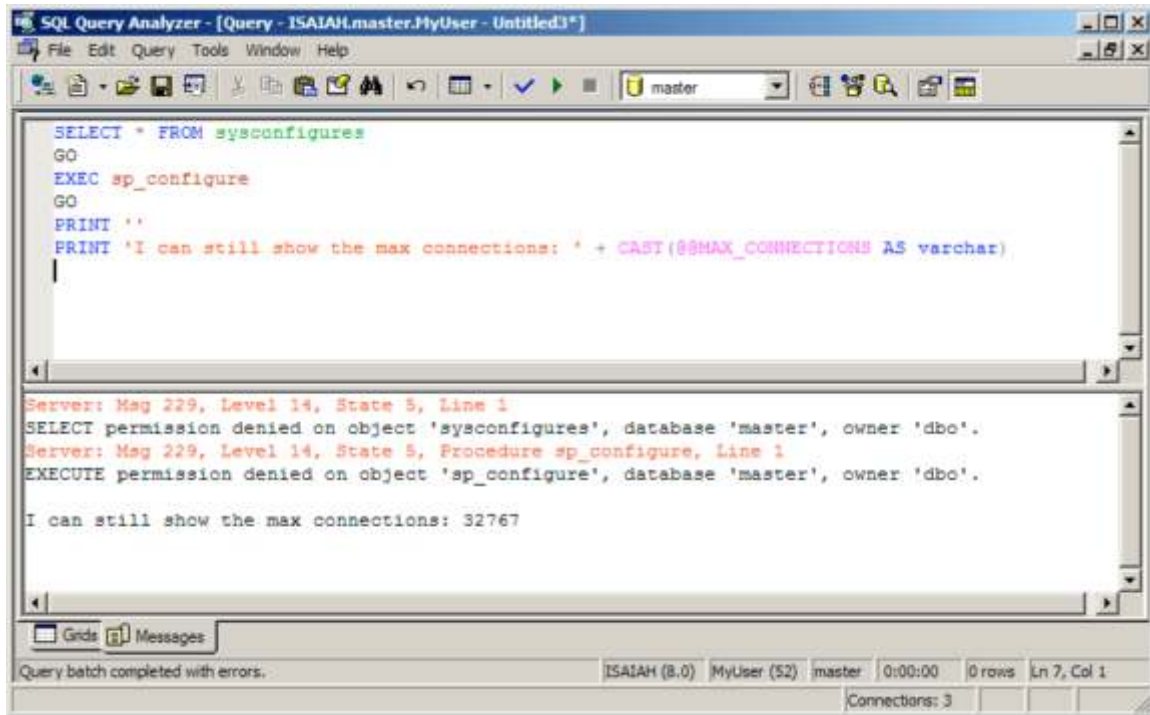 SQL Query Analyzer - [Query - ISAIAH.master.MyUser - Untitled3*]
File Edit Query Tools Window Help
master
SELECT * FROM sysconfigures
GO
EXEC sp_configure
GO
PRINT ''
PRINT 'I can still show the max connections: ' + CAST(@@MAX_CONNECTIONS AS varchar)
Server: Msg 229, Level 14, State 5, Line 1
SELECT permission denied on object 'sysconfigures', database 'master', owner 'dbo'.
Server: Msg 229, Level 14, State 5, Procedure sp_configure, Line 1
EXECUTE permission denied on object 'sp_configure', database 'master', owner 'dbo'.
I can still show the max connections: 32767
Grids Messages
Query batch completed with errors. ISAIAH (8.0) MyUser (52) master 0:00:00 0 rows Ln 7, Col 1
Connections: 3